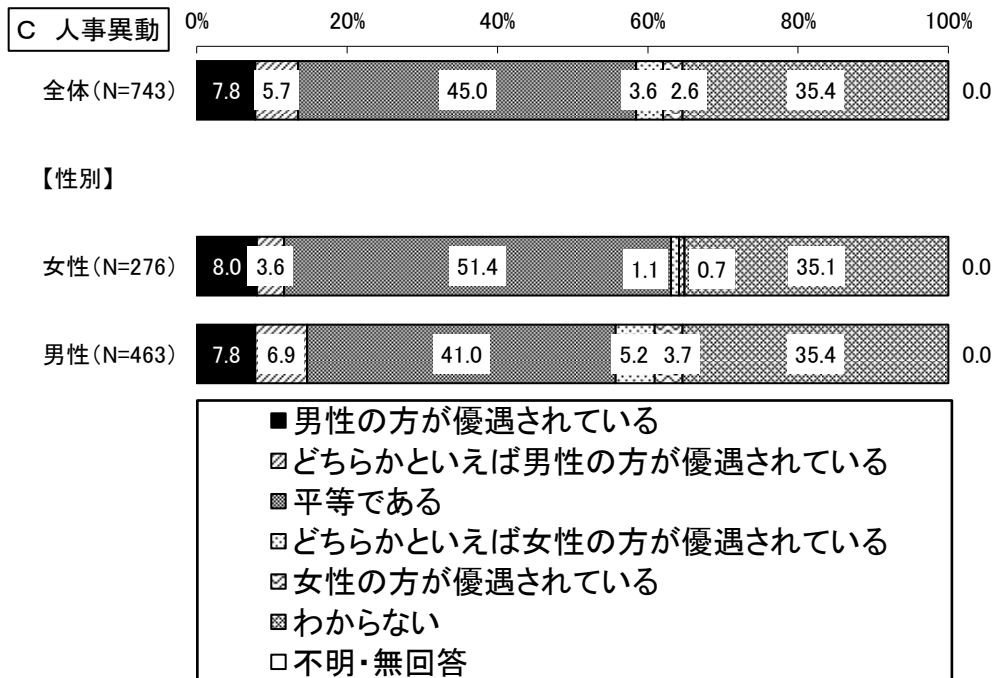 C 人事異動
0% 20% 40% 60% 80% 100%
全体(N=743) 7.8 5.7 45.0 3.6 2.6 35.4 0.0
【性別】
女性(N=276) 8.0 3.6 51.4 1.1 0.7 35.1 0.0
男性(N=463) 7.8 6.9 41.0 5.2 3.7 35.4 0.0
男性の方が優遇されている
どちらかといえば男性の方が優遇されている
平等である
どちらかといえば女性の方が優遇されている
女性の方が優遇されている
わからない
不明・無回答